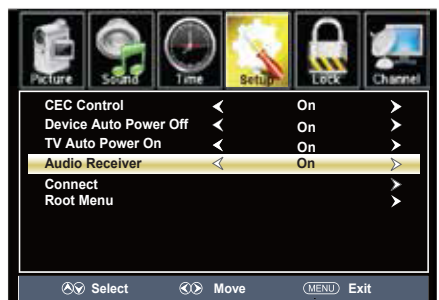 Picture Sound Time Setup Lock Channel
CEC Control On
Device Auto Power Off On
TV Auto Power On On
Audio Receiver On
Connect
Root Menu
Select Move MENU Exit